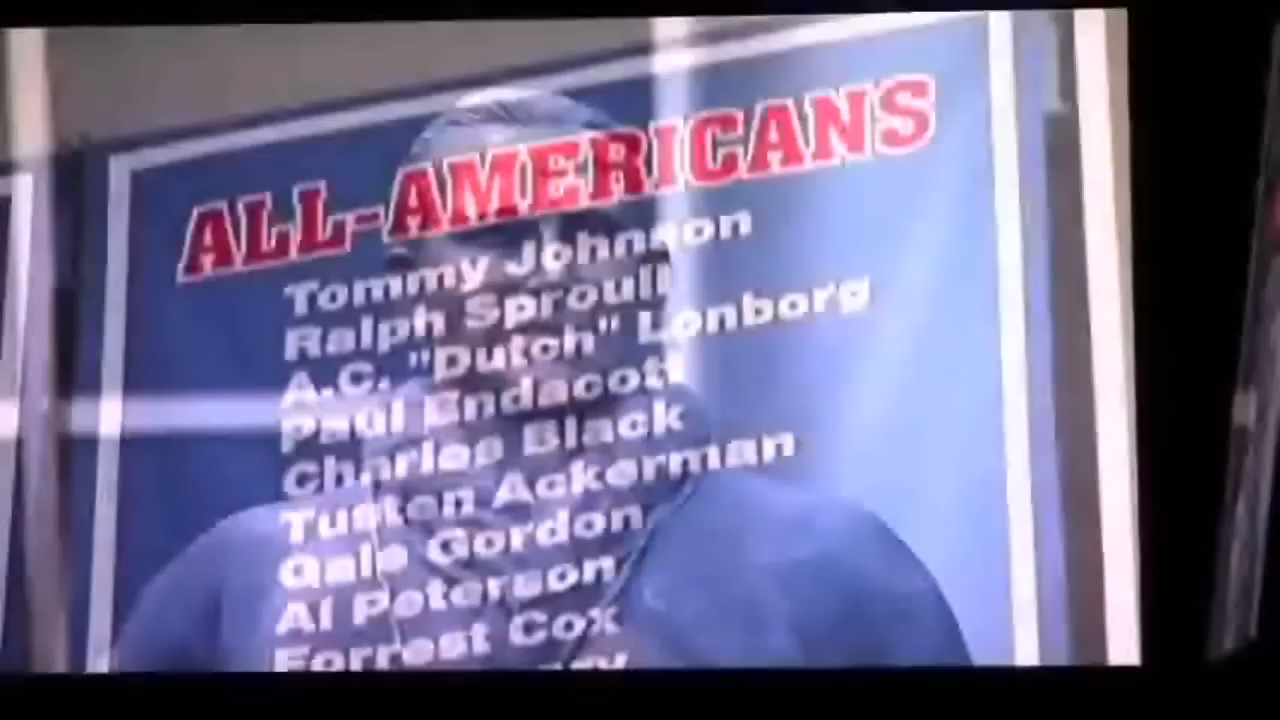 ALL-AMERICANS
Tommy Johnson
Ralph Sproull
A.C. "Dutch" Lonborg
Paul Endacott
Charles Black
Tusten Ackerman
Gale Gordon
Al Peterson
Forrest Cox